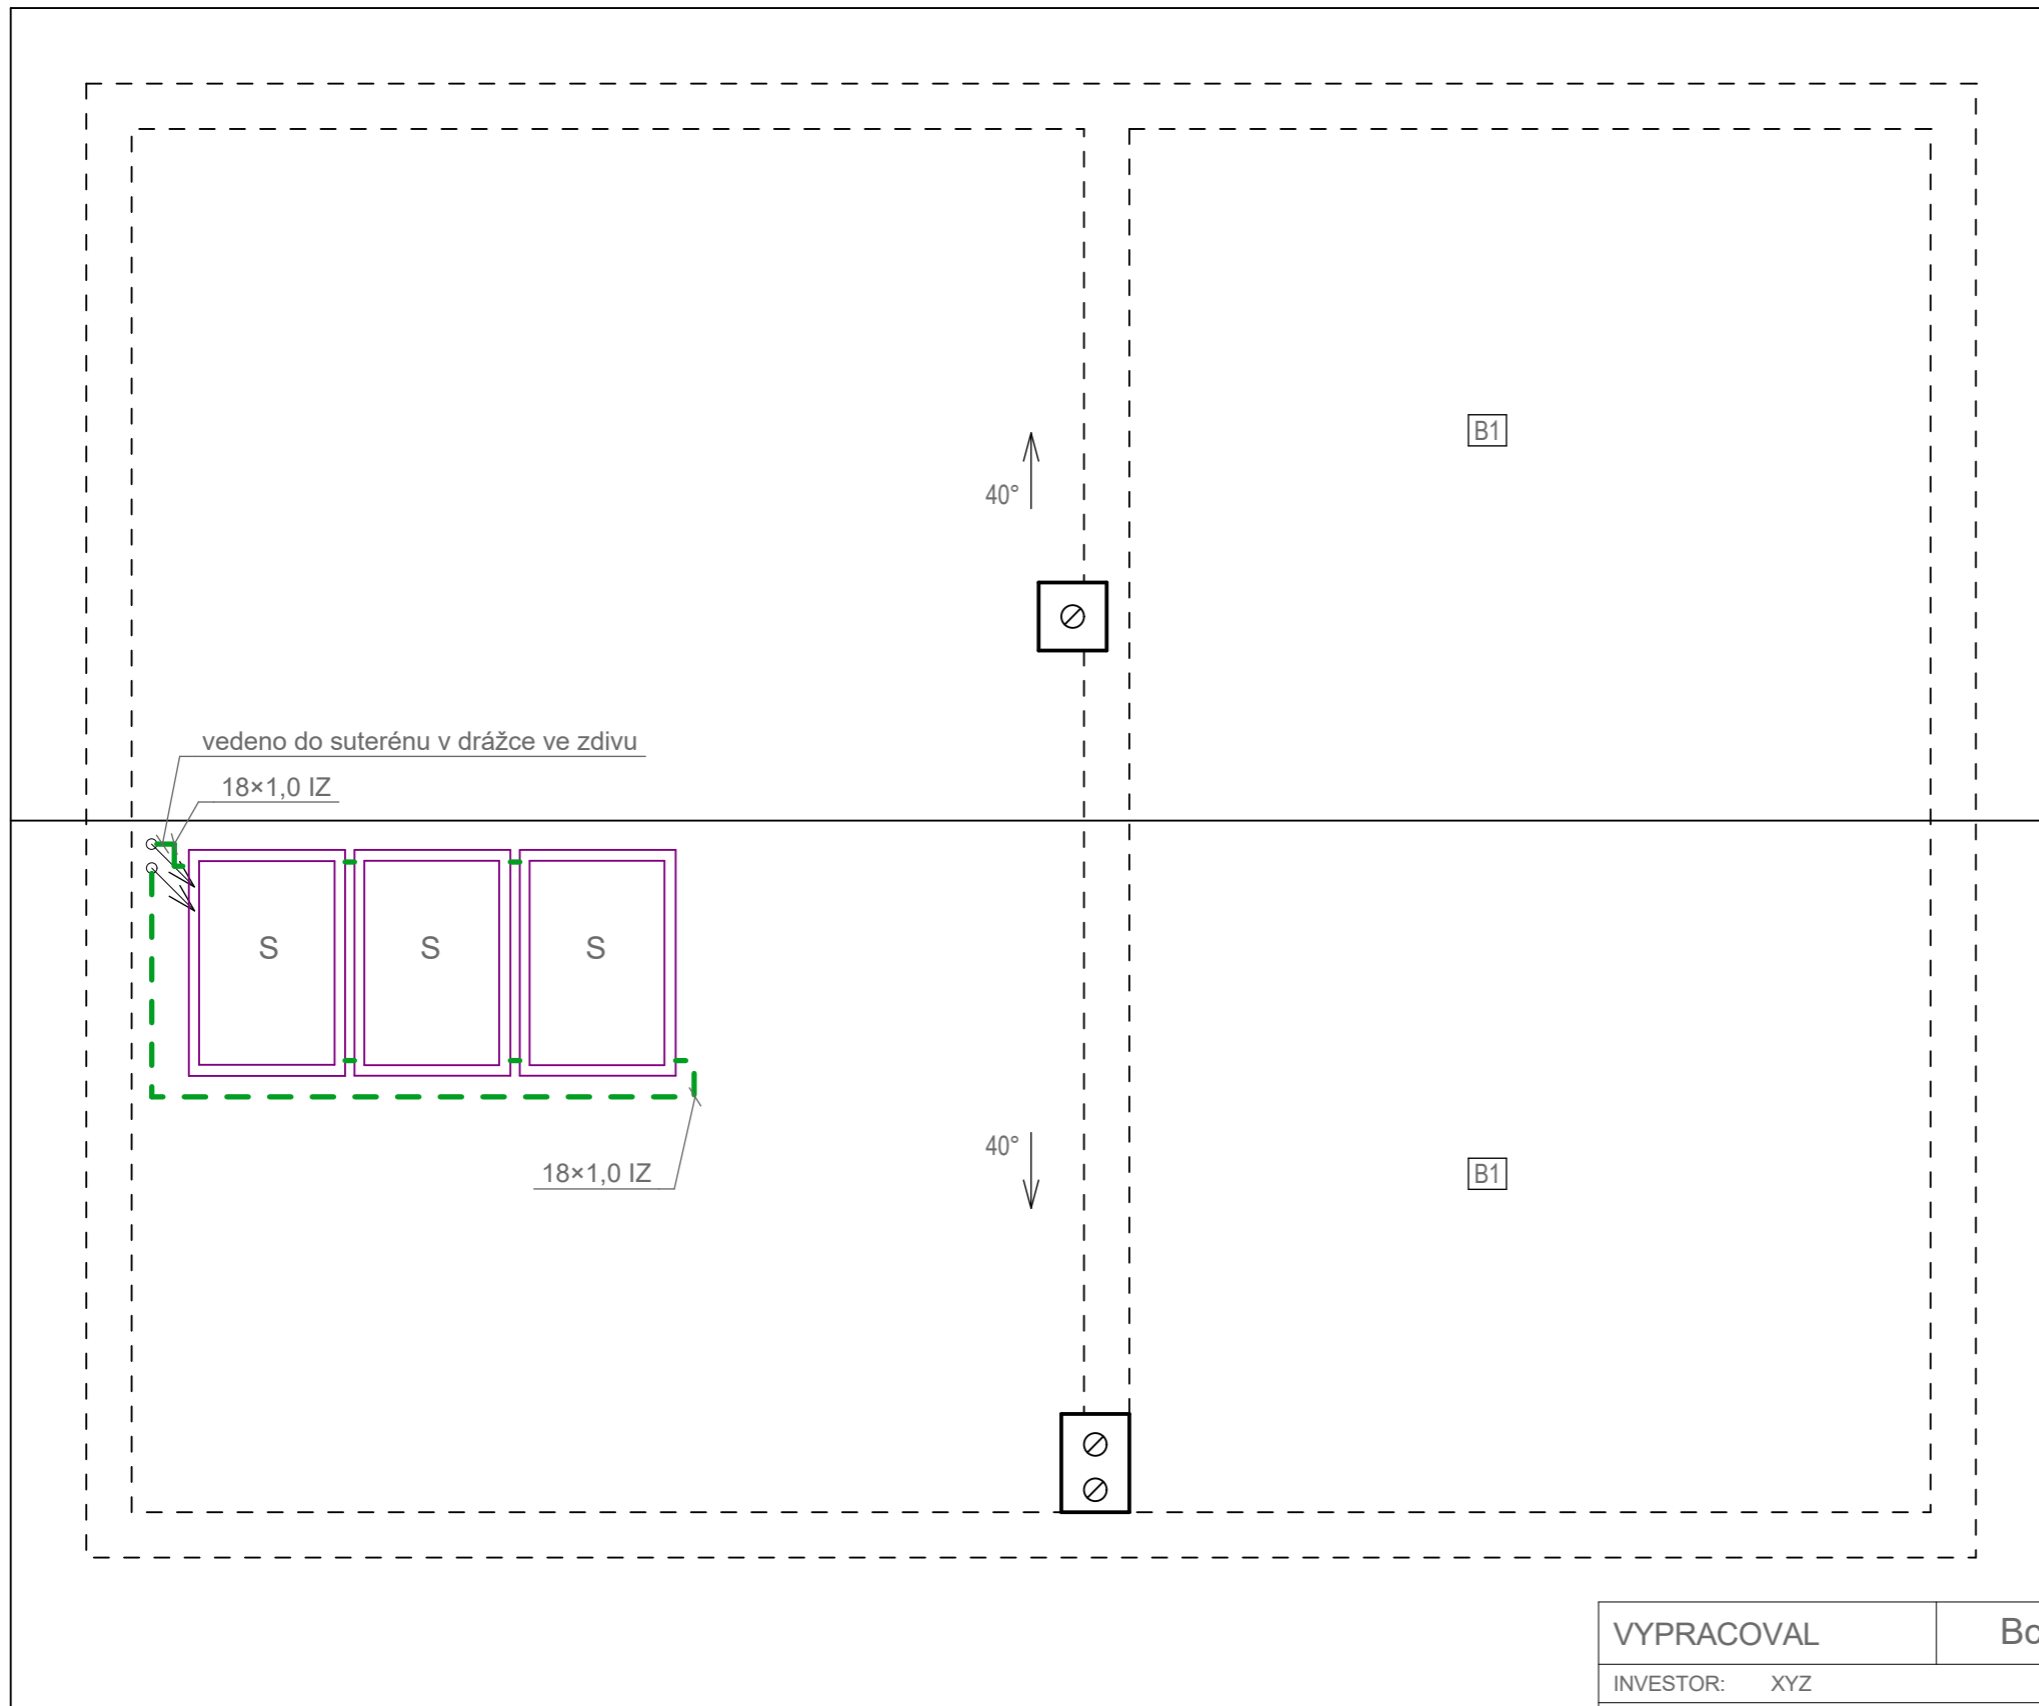 B1
40°
vedeno do suterénu v drážce ve zdivu
18×1,0 IZ
S S S
40°
B1
18×1,0 IZ
VYPRACOVAL
INVESTOR: XYZ